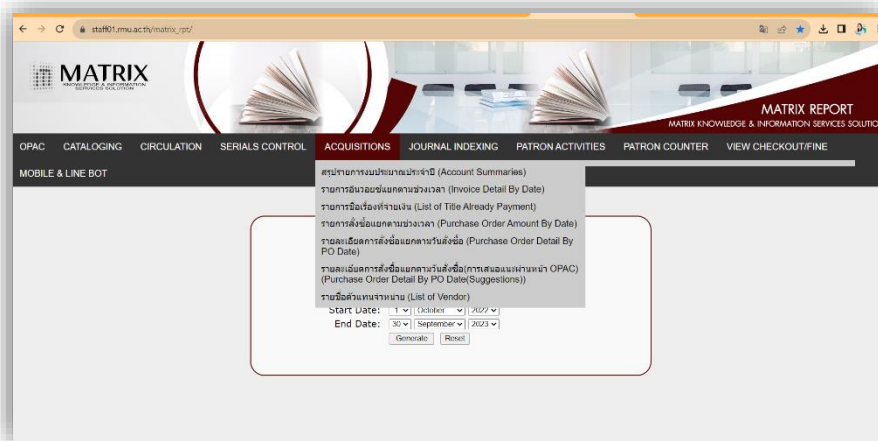 staff01.rmu.ac.th/matrix_rpt/
MATRIX
KNOWLEDGE & INFORMATION
SERVICES SOLUTION
MATRIX REPORT
MATRIX KNOWLEDGE & INFORMATION SERVICES SOLUTIO
OPAC CATALOGING CIRCULATION SERIALS CONTROL ACQUISITIONS JOURNAL INDEXING PATRON ACTIVITIES PATRON COUNTER VIEW CHECKOUT/FINE
MOBILE & LINE BOT
สรุปรายการงบประมาณประจำปี (Account Summaries)
รายการอินวอยซ์แยกตามช่วงเวลา (Invoice Detail By Date)
รายการชื่อเรื่องที่จ่ายเงิน (List of Title Already Payment)
รายการสั่งซื้อแยกตามช่วงเวลา (Purchase Order Amount By Date)
รายละเอียดการสั่งซื้อแยกตามวันสั่งซื้อ (Purchase Order Detail By
PO Date)
รายละเอียดการสั่งซื้อแยกตามวันสั่งซื้อ(การเสนอแนะผ่านหน้า OPAC)
(Purchase Order Detail By PO Date(Suggestions))
รายชื่อตัวแทนจำหน่าย (List of Vendor)
Start Date: 1 October 2022
End Date: 30 September 2023
Generate Reset